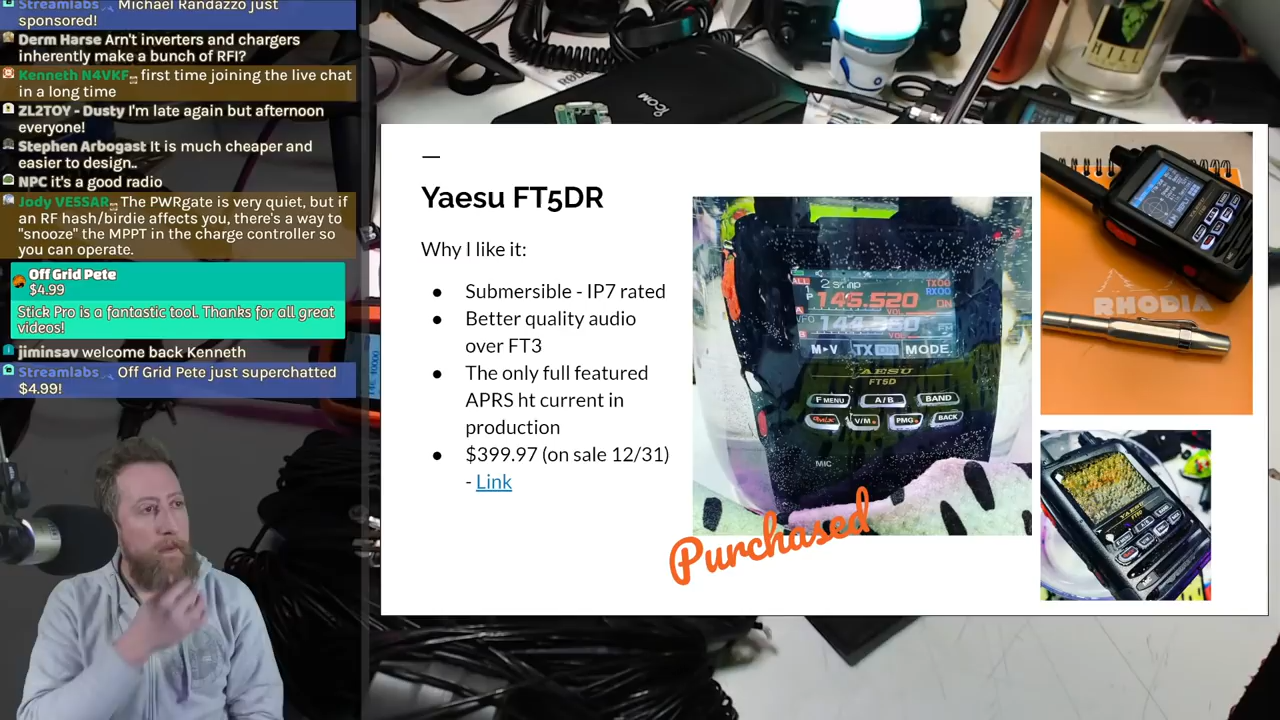 Streamlabs Michael Randazzo just
sponsored!
Derm Harse Arn't inverters and chargers
inherently make a bunch of RFI?
Kenneth N4VKF first time joining the live chat
in a long time
ZL2TOY - Dusty I'm late again but afternoon
everyone!
Stephen Arbogast It is much cheaper and
easier to design..
NPC it's a good radio
Jody VE5SAR The PWRgate is very quiet, but if
an RF hash/birdie affects you, there's a way to
"snooze" the MPPT in the charge controller so
you can operate.
Off Grid Pete
$4.99
Stick Pro is a fantastic tool. Thanks for all great
videos!
jiminsav welcome back Kenneth
Streamlabs Off Grid Pete just superchatted
$4.99!
ICOM
HILL
Yaesu FT5DR
Why I like it:
● Submersible - IP7 rated
● Better quality audio
over FT3
● The only full featured
APRS ht current in
production
● $399.97 (on sale 12/31)
- Link
145.520
M►V TX MODE
YAESU
FT5D
F MENU A/B BAND
V/M PMG BACK
MIC
Purchased
RHODIA
YAESU